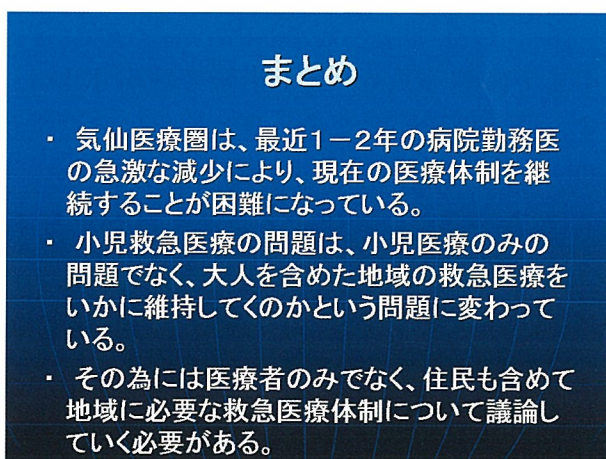 まとめ
・ 気仙医療圏は、最近1－2年の病院勤務医
の急激な減少により、現在の医療体制を継
続することが困難になっている。
・ 小児救急医療の問題は、小児医療のみの
問題でなく、大人を含めた地域の救急医療を
いかに維持してくのかという問題に変わって
いる。
・ その為には医療者のみでなく、住民も含めて
地域に必要な救急医療体制について議論し
ていく必要がある。